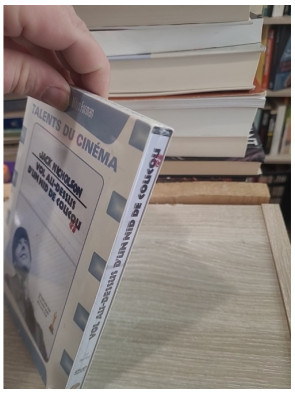 TALENTS DU CINÉMA
JACK NICHOLSON
VOL AU-DESSUS
D'UN NID DE COUCOU
VOL AU-DESSUS D'UN NID DE COUCOU